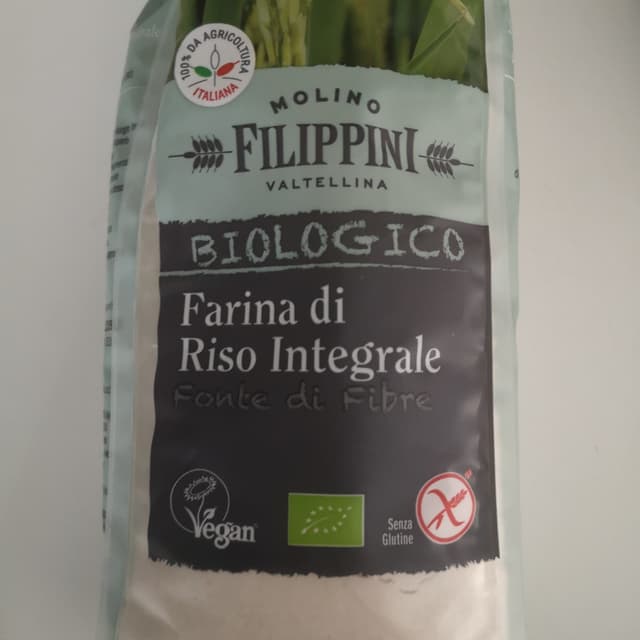 100% DA AGRICOLTURA
ITALIANA
MOLINO
FILIPPINI
VALTELLINA
BIOLOGICO
Farina di
Riso Integrale
Fonte di Fibre
Vegan
Senza
Glutine